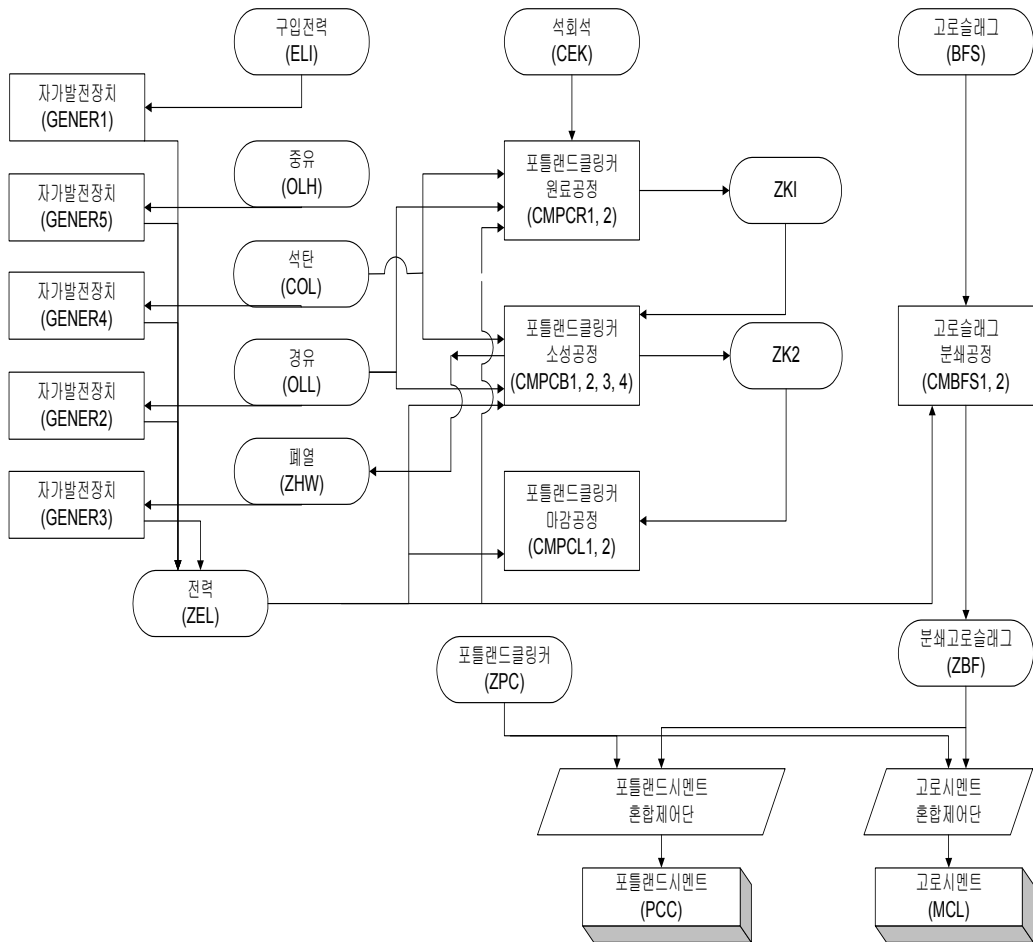 구입전력
(ELI)
석회석
(CEK)
고로슬래그
(BFS)
자가발전장치
(GENER1)
중유
(OLH)
포틀랜드클링커
원료공정
(CMPCR1, 2)
ZKI
자가발전장치
(GENER5)
석탄
(COL)
자가발전장치
(GENER4)
포틀랜드클링커
소성공정
(CMPCB1, 2, 3, 4)
ZK2
고로슬래그
분쇄공정
(CMBFS1, 2)
경유
(OLL)
자가발전장치
(GENER2)
폐열
(ZHW)
자가발전장치
(GENER3)
포틀랜드클링커
마감공정
(CMPCL1, 2)
전력
(ZEL)
포틀랜드클링커
(ZPC)
분쇄고로슬래그
(ZBF)
포틀랜드시멘트
혼합제어단
고로시멘트
혼합제어단
포틀랜드시멘트
(PCC)
고로시멘트
(MCL)